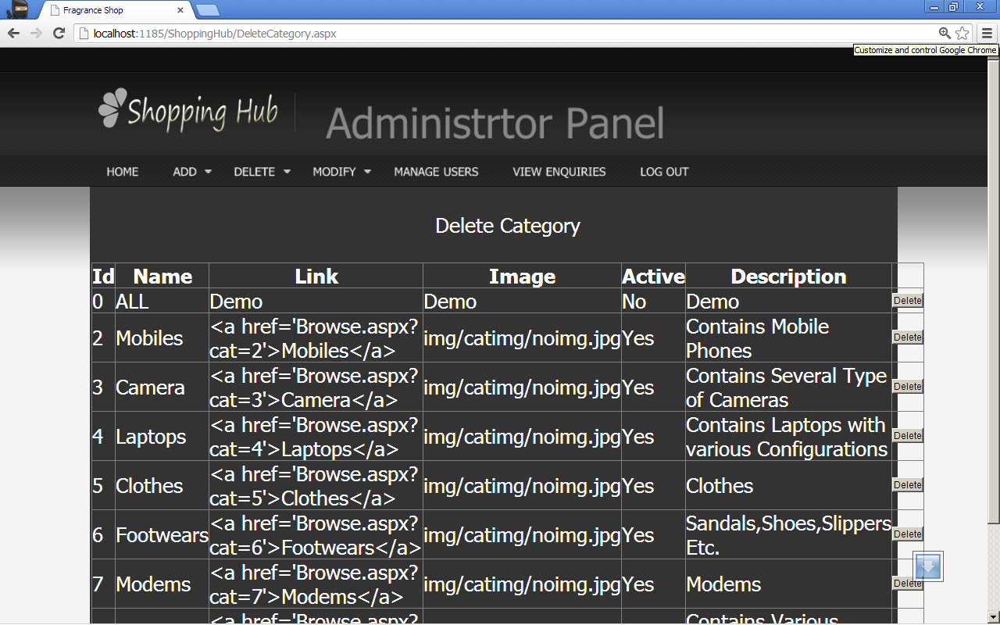 Fragrance Shop
localhost:1185/ShoppingHub/DeleteCategory.aspx
Customize and control Google Chrome
Shopping Hub
Administrtor Panel
HOME ADD DELETE MODIFY MANAGE USERS VIEW ENQUIRIES LOG OUT
Delete Category
Id Name Link Image Active Description
0 ALL Demo Demo No Demo Delete
2 Mobiles <a href='Browse.aspx?
cat=2'>Mobiles</a> img/catimg/noimg.jpg Yes Contains Mobile
Phones Delete
3 Camera <a href='Browse.aspx?
cat=3'>Camera</a> img/catimg/noimg.jpg Yes Contains Several Type
of Cameras Delete
4 Laptops <a href='Browse.aspx?
cat=4'>Laptops</a> img/catimg/noimg.jpg Yes Contains Laptops with
various Configurations Delete
5 Clothes <a href='Browse.aspx?
cat=5'>Clothes</a> img/catimg/noimg.jpg Yes Clothes Delete
6 Footwears <a href='Browse.aspx?
cat=6'>Footwears</a> img/catimg/noimg.jpg Yes Sandals,Shoes,Slippers
Etc. Delete
7 Modems <a href='Browse.aspx?
cat=7'>Modems</a> img/catimg/noimg.jpg Yes Modems Delete
<a href='Browse.aspx? Contains Various